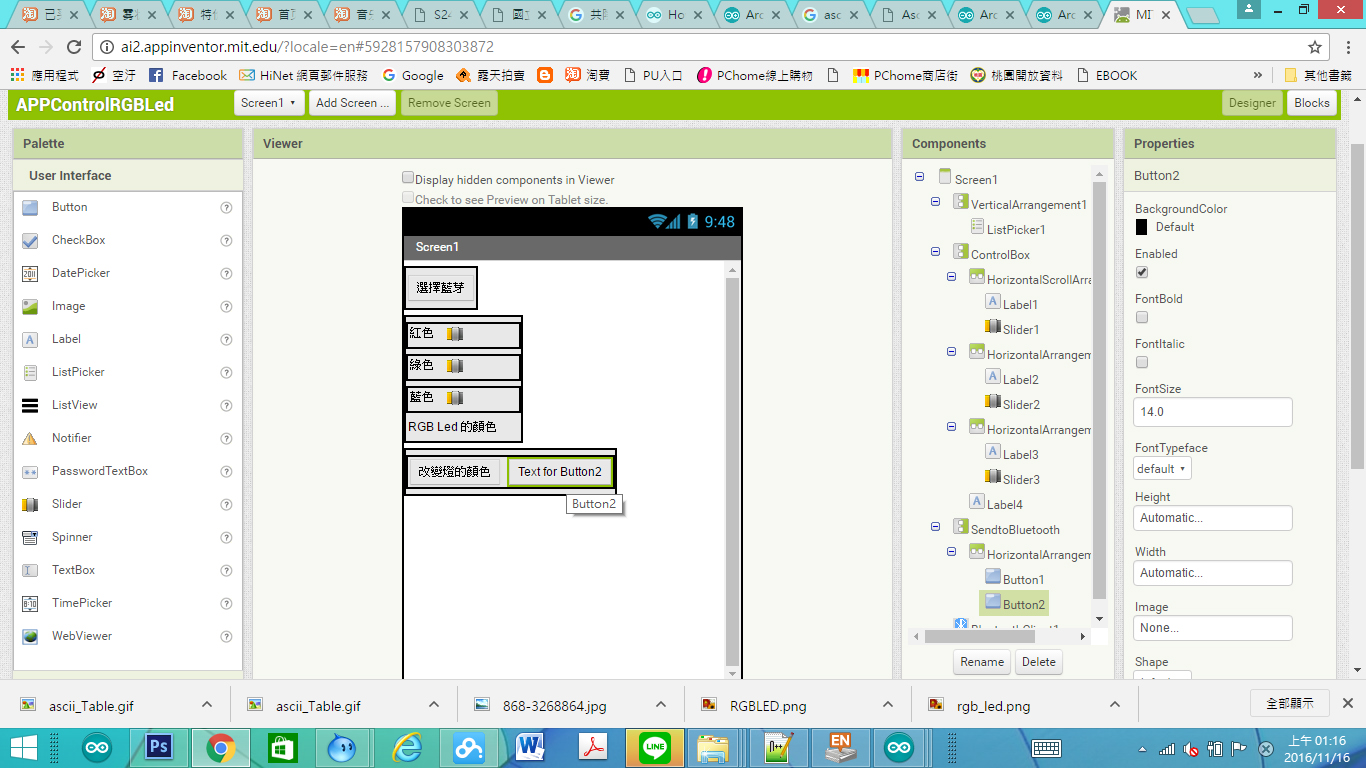 已買
霧
特
首頁
音
S24
國立
共陽
Ho
Arc
asc
Asc
Arc
Arc
MI
ai2.appinventor.mit.edu/?locale=en#5928157908303872
應用程式 空汙 Facebook HiNet 網頁郵件服務 Google 露天拍賣 淘寶 PU入口 PChome線上購物 PChome商店街 桃園開放資料 EBOOK » 其他書籤
APPControlRGBLed Screen1 Add Screen ... Remove Screen Designer Blocks
Palette
User Interface
Button
CheckBox
DatePicker
Image
Label
ListPicker
ListView
Notifier
PasswordTextBox
Slider
Spinner
TextBox
TimePicker
WebViewer
Viewer
Display hidden components in Viewer
Check to see Preview on Tablet size.
9:48
Screen1
選擇藍芽
紅色
綠色
藍色
RGB Led 的顏色
改變燈的顏色 Text for Button2
Button2
Components
Screen1
VerticalArrangement1
ListPicker1
ControlBox
HorizontalScrollArra
Label1
Slider1
HorizontalArrangem
Label2
Slider2
HorizontalArrangem
Label3
Slider3
Label4
SendtoBluetooth
HorizontalArrangem
Button1
Button2
Rename Delete
Properties
Button2
BackgroundColor
Default
Enabled
FontBold
FontItalic
FontSize
14.0
FontTypeface
default
Height
Automatic...
Width
Automatic...
Image
None...
Shape
ascii_Table.gif ascii_Table.gif 868-3268864.jpg RGBLED.png rgb_led.png 全部顯示
上午 01:16
2016/11/16